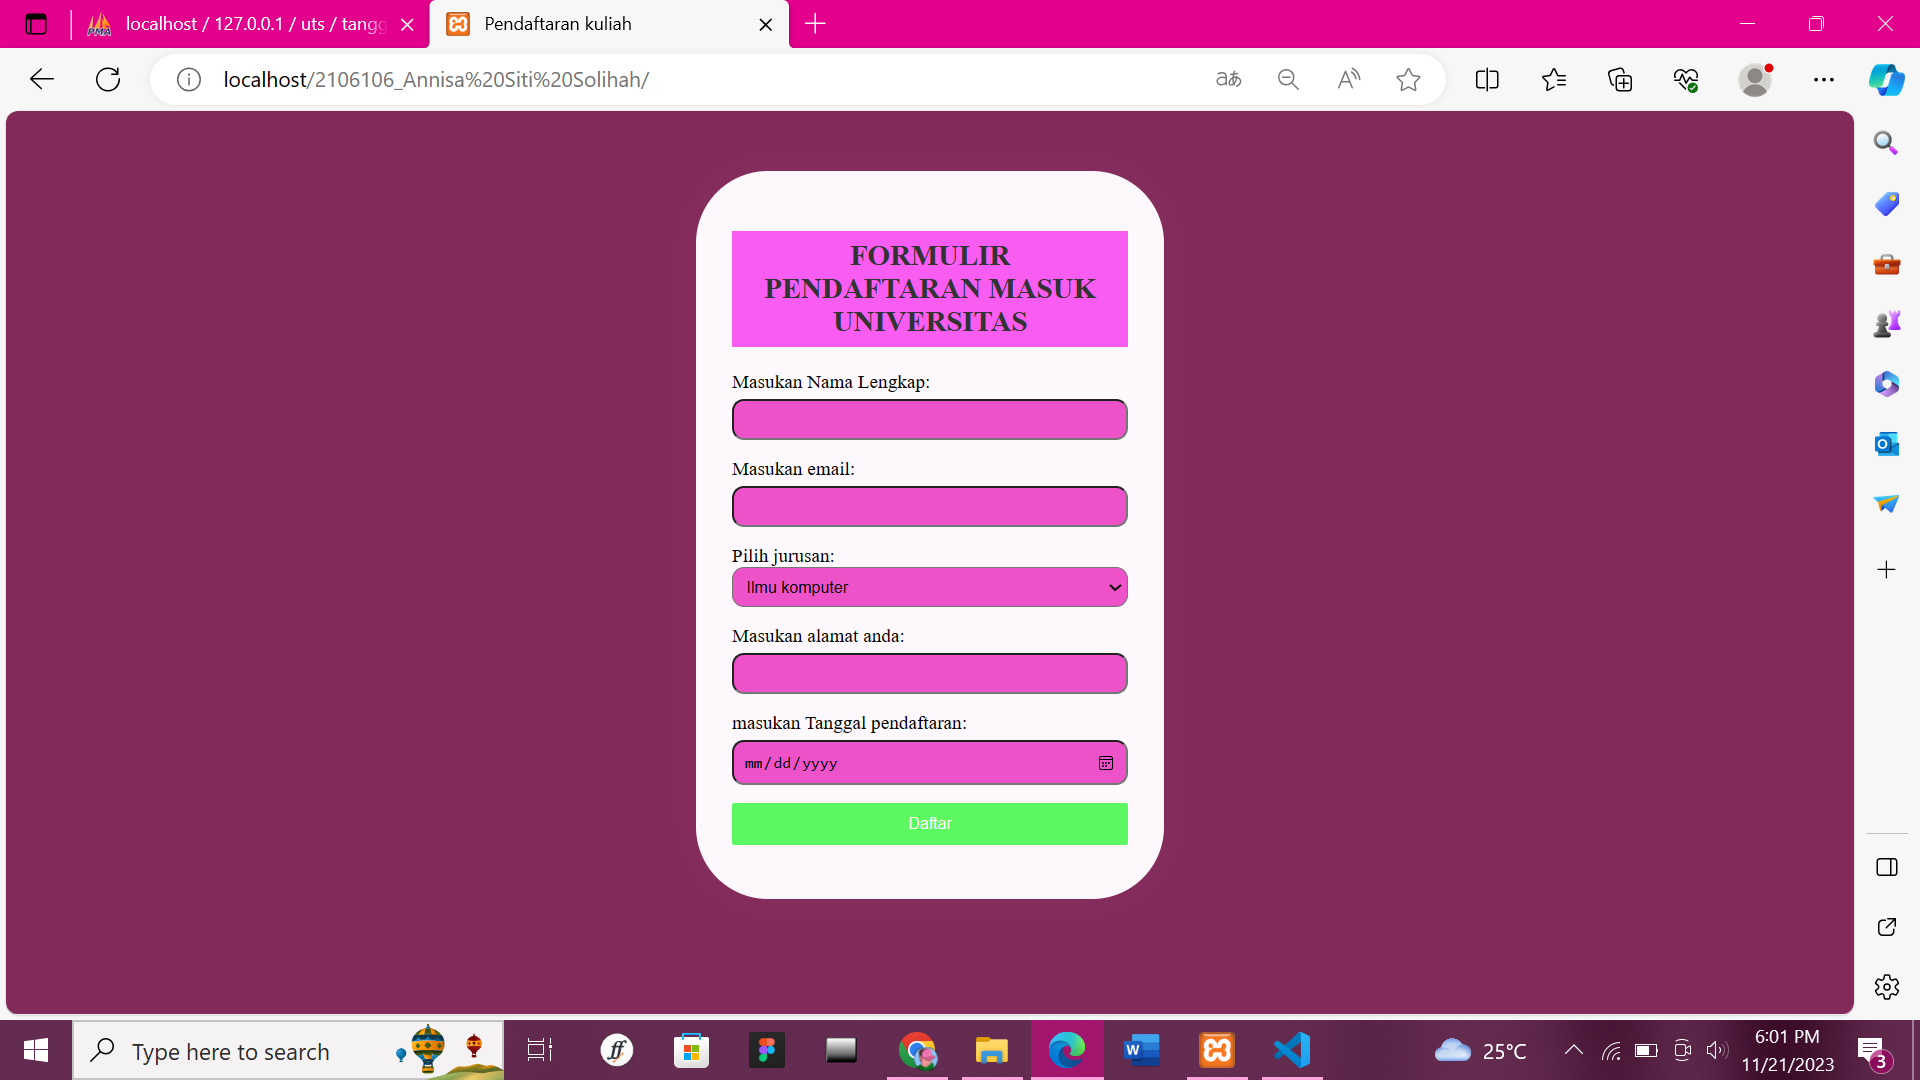 localhost / 127.0.0.1 / uts / tangg
Pendaftaran kuliah
localhost/2106106_Annisa%20Siti%20Solihah/
FORMULIR
PENDAFTARAN MASUK
UNIVERSITAS
Masukan Nama Lengkap:
Masukan email:
Pilih jurusan:
Ilmu komputer
Masukan alamat anda:
masukan Tanggal pendaftaran:
mm/dd/yyyy
Daftar
Type here to search
25°C
6:01 PM
11/21/2023
3